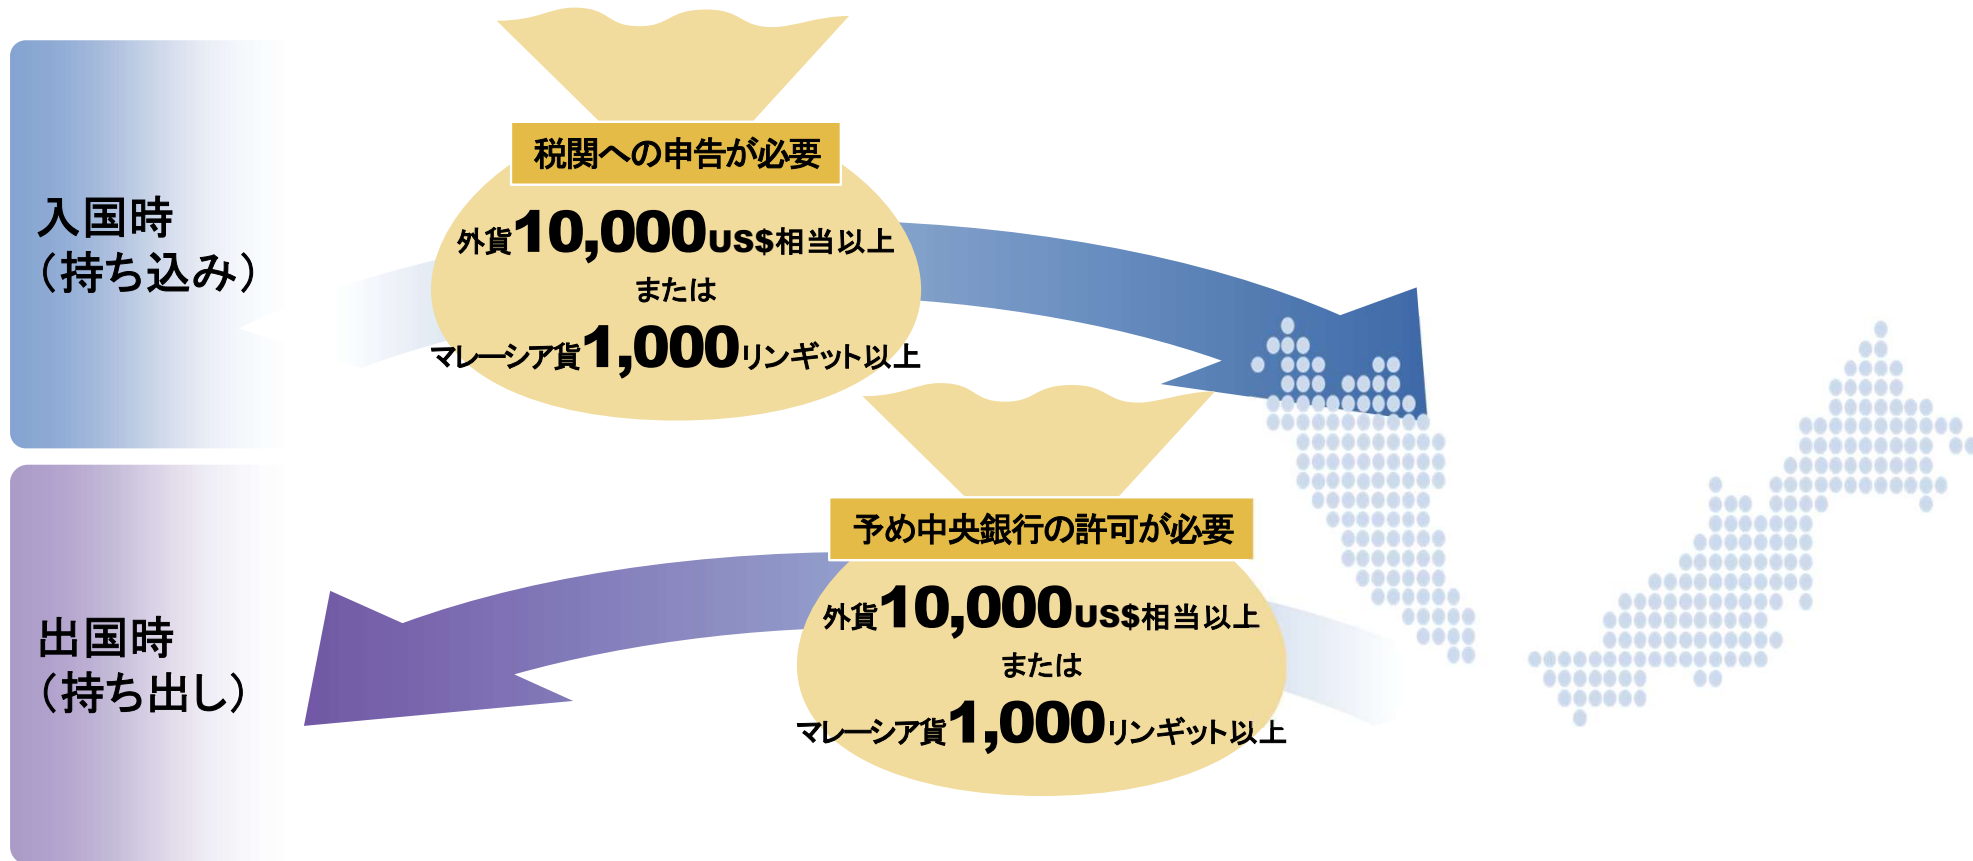 入国時
（持ち込み）
税関への申告が必要
外貨10,000US$相当以上
または
マレーシア貨1,000リンギット以上
出国時
（持ち出し）
予め中央銀行の許可が必要
外貨10,000US$相当以上
または
マレーシア貨1,000リンギット以上